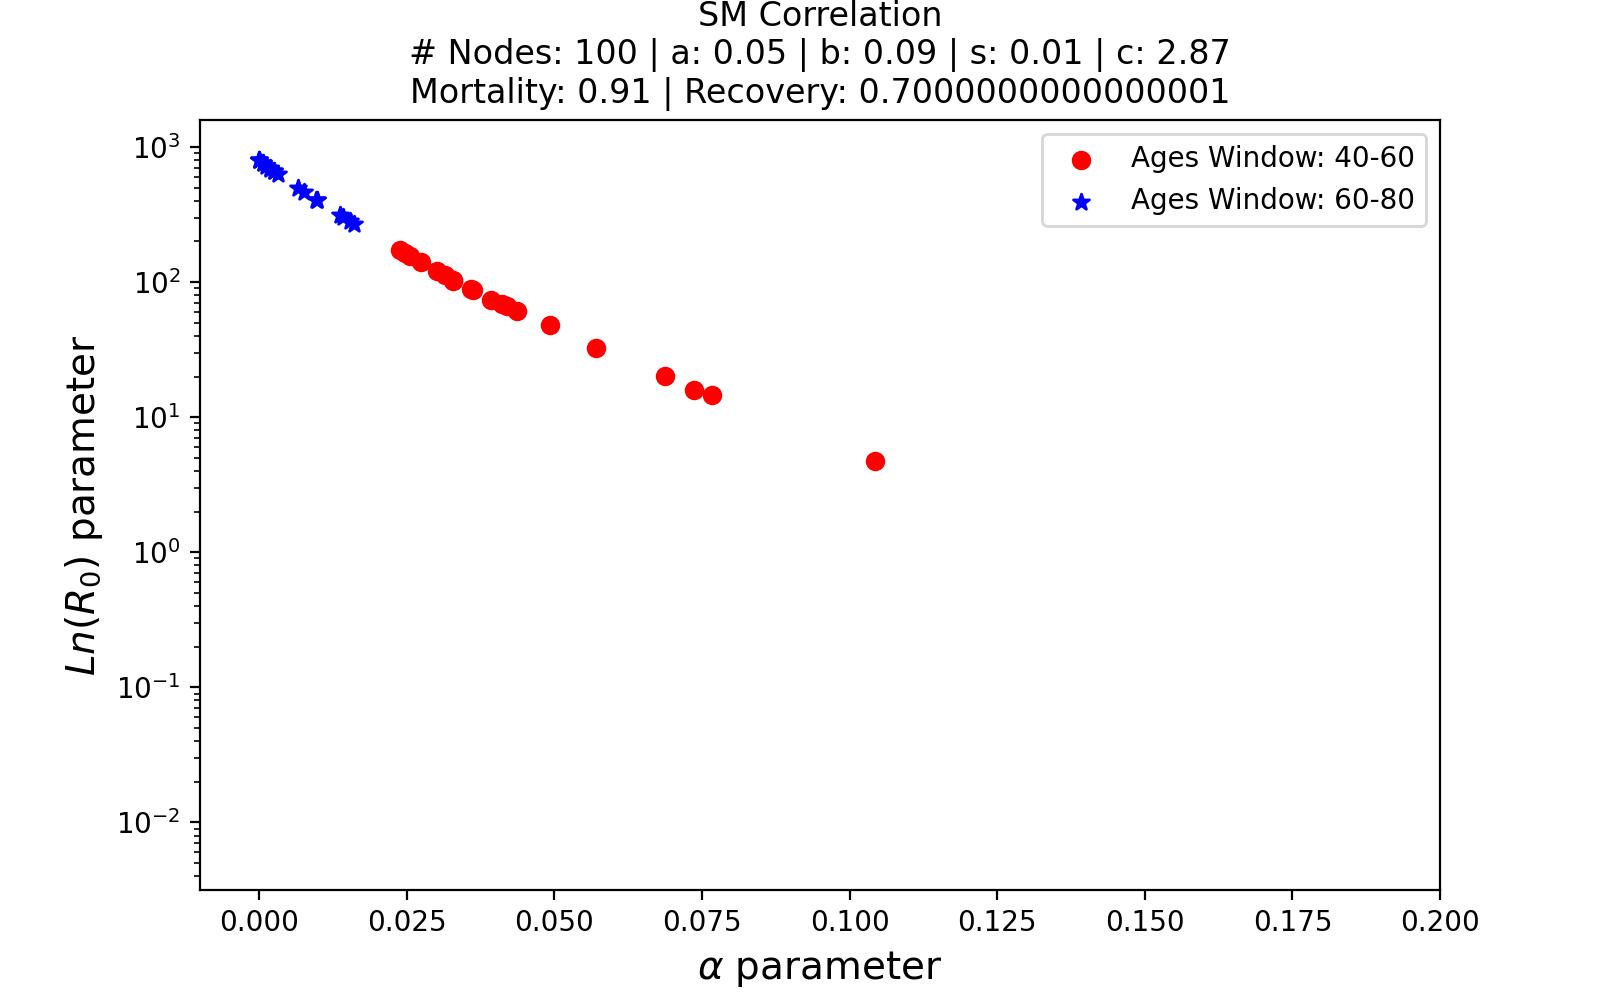 SM Correlation
# Nodes: 100 | a: 0.05 | b: 0.09 | s: 0.01 | c: 2.87
Mortality: 0.91 | Recovery: 0.7000000000000001
Ages Window: 40-60
Ages Window: 60-80
Ln(R₀) parameter
10³
10²
10¹
10⁰
10⁻¹
10⁻²
0.000 0.025 0.050 0.075 0.100 0.125 0.150 0.175 0.200
α parameter